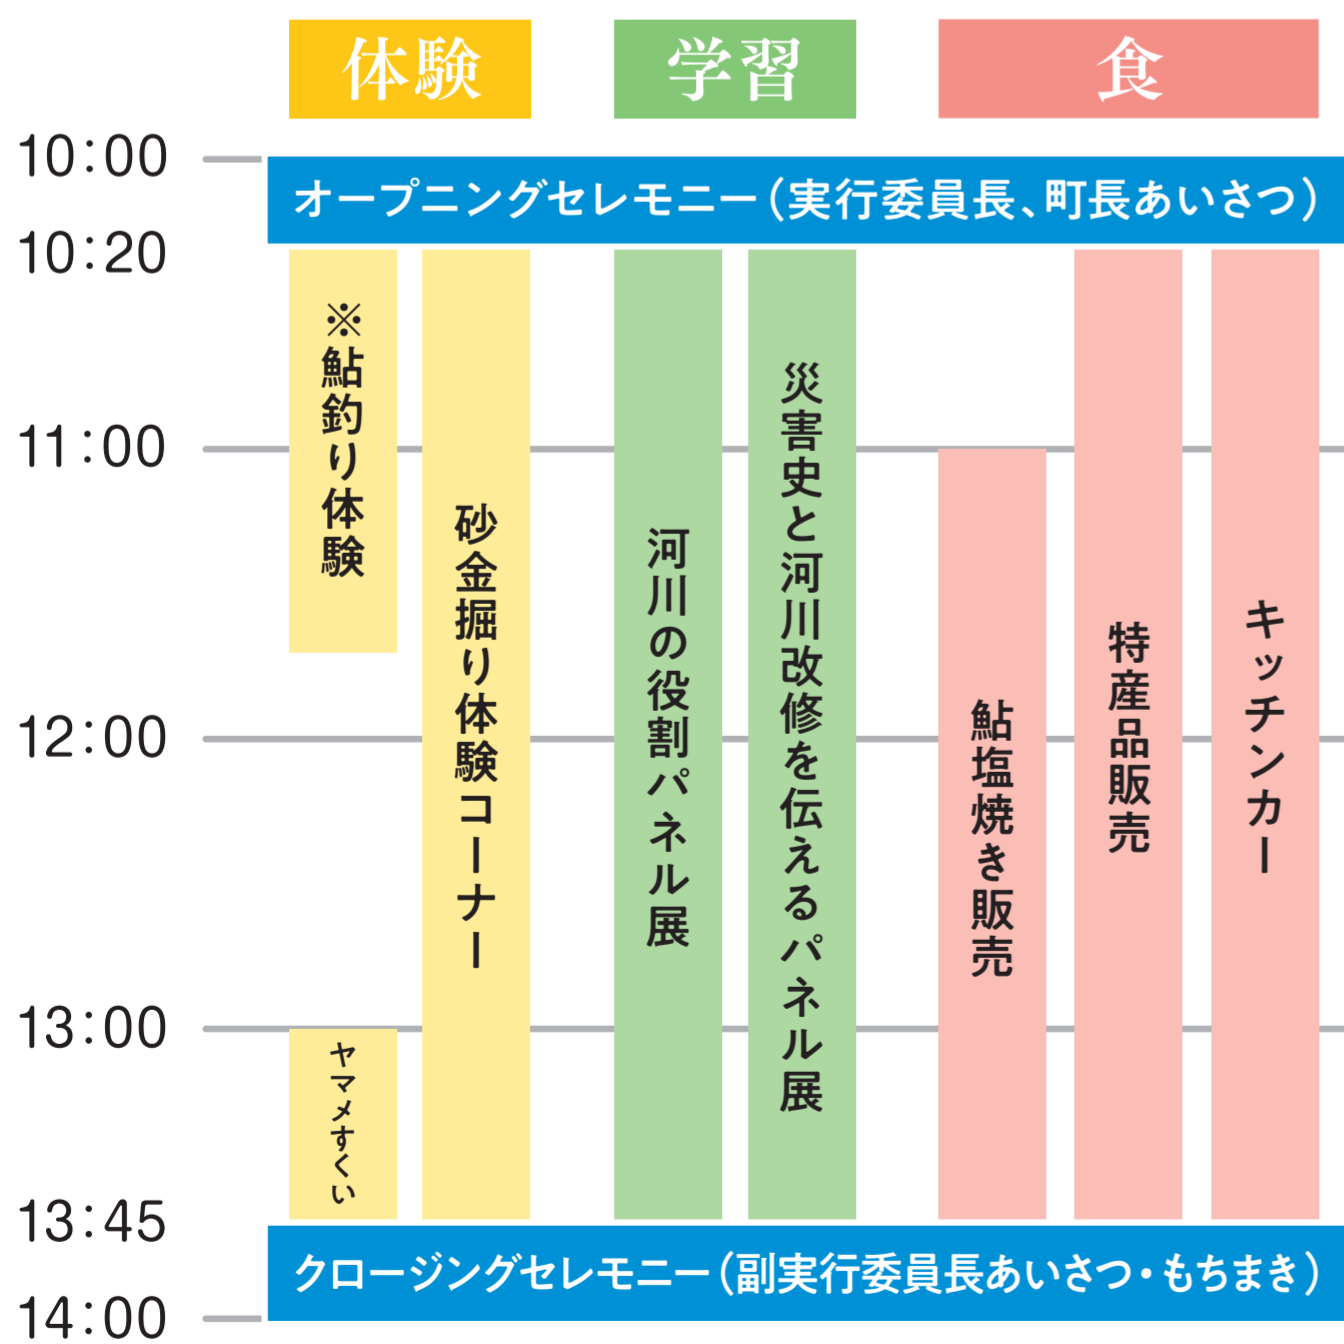 体験
学習
食
10:00
オープニングセレモニー（実行委員長、町長あいさつ）
10:20
※鮎釣り体験
砂金掘り体験コーナー
河川の役割パネル展
災害史と河川改修を伝えるパネル展
鮎塩焼き販売
特産品販売
キッチンカー
11:00
12:00
13:00
ヤマメすくい
13:45
クロージングセレモニー（副実行委員長あいさつ・もちまき）
14:00